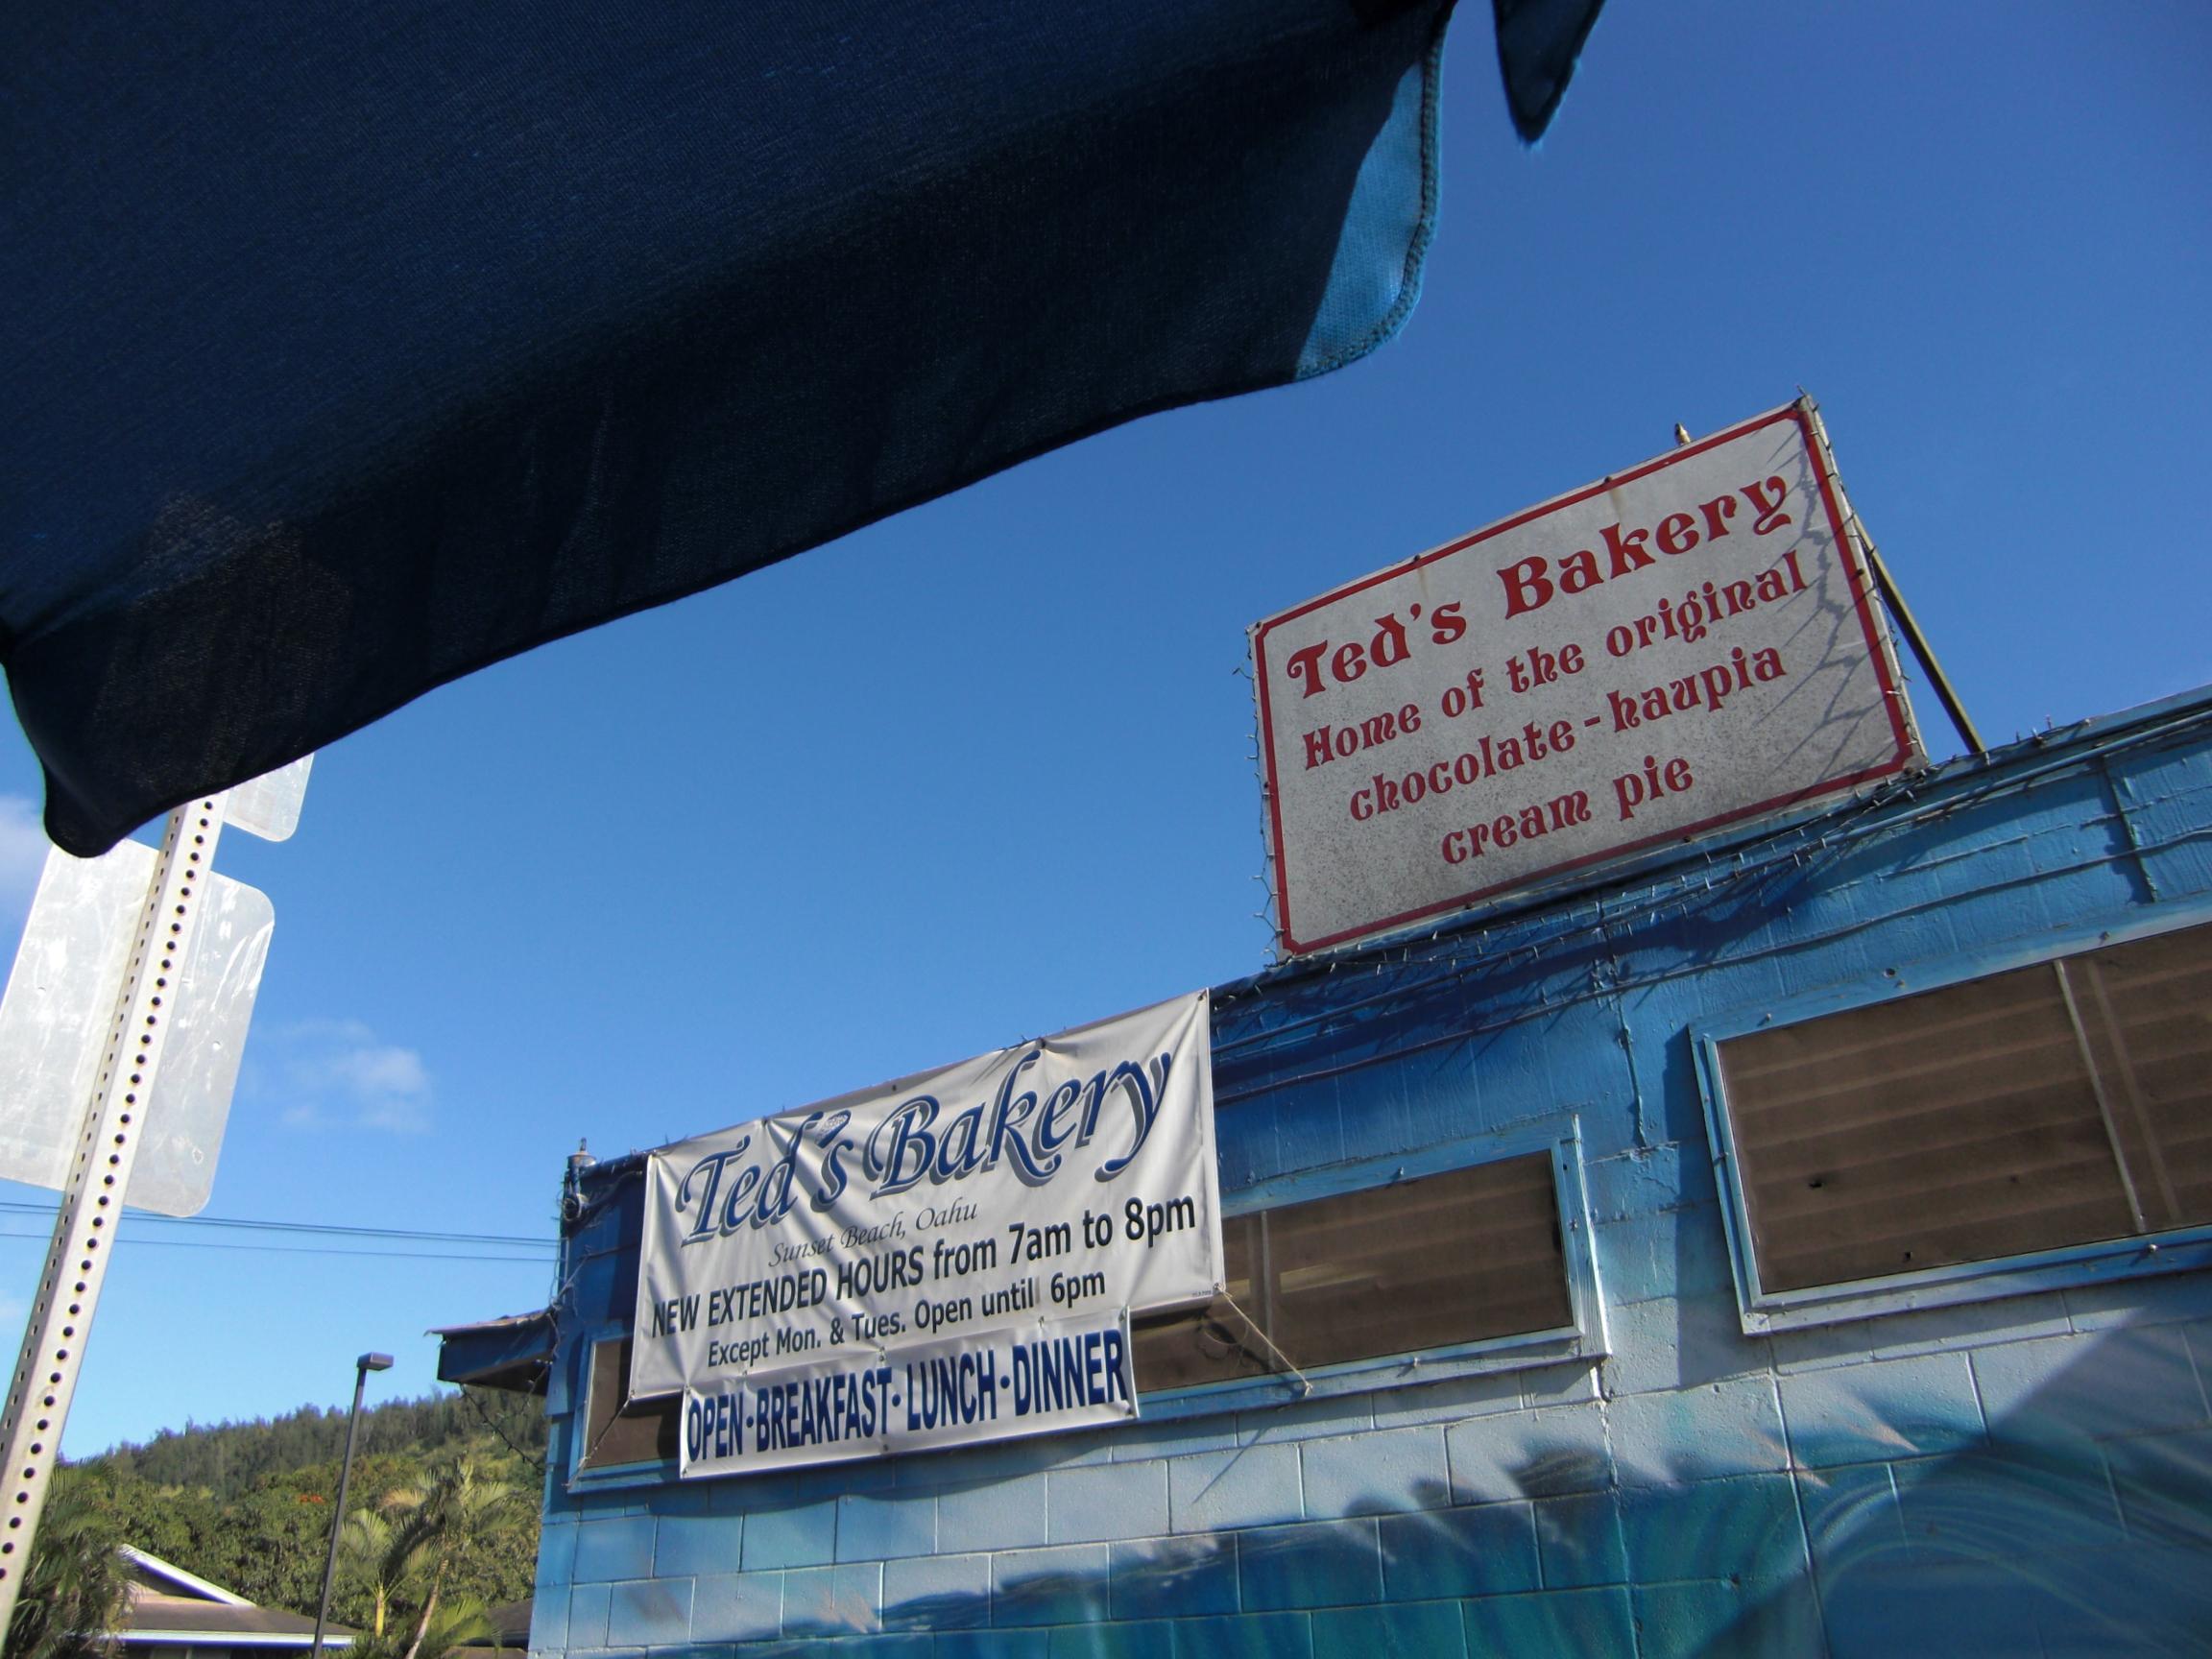 Ted's Bakery
Home of the original
chocolate-haupia
cream pie
Ted's Bakery
Sunset Beach, Oahu
NEW EXTENDED HOURS from 7am to 8pm
Except Mon. & Tues. Open until 6pm
OPEN·BREAKFAST·LUNCH·DINNER